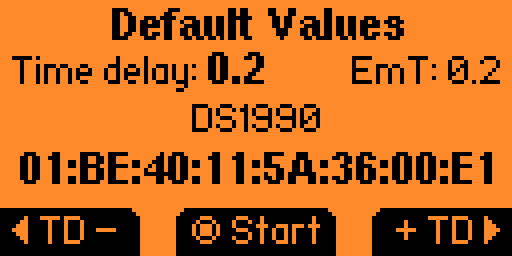 Default Values
Time delay: 0.2 EmT: 0.2
DS1990
01:BE:40:11:5A:36:00:E1
TD - Start + TD